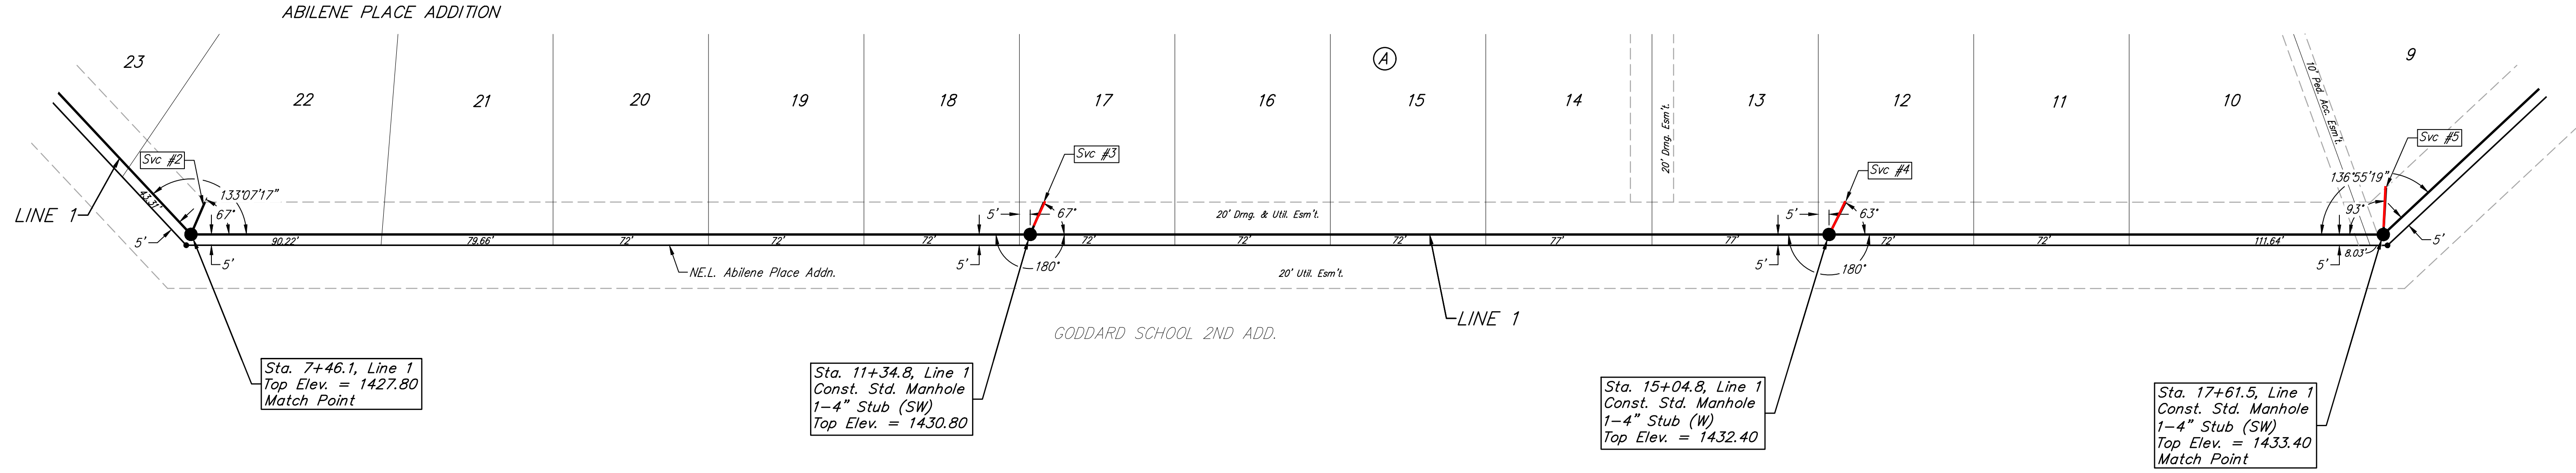 ABILENE PLACE ADDITION
23
22
21
20
19
18
17
16
A
15
14
13
12
11
10
9
20' Drng. Esm't.
10' Ped. Acc. Esm't.
Svc #2
Svc #3
Svc #4
Svc #5
LINE 1
43.31'
133°07'17"
67°
5'
5'
5'
67°
5'
180°
20' Drng. & Util. Esm't.
5'
63°
5'
180°
136°55'19"
93°
5'
5'
90.22'
79.66'
72'
72'
72'
72'
72'
72'
77'
77'
72'
72'
111.64'
8.03'
NE.L. Abilene Place Addn.
20' Util. Esm't.
LINE 1
GODDARD SCHOOL 2ND ADD.
Sta. 7+46.1, Line 1
Top Elev. = 1427.80
Match Point
Sta. 11+34.8, Line 1
Const. Std. Manhole
1-4" Stub (SW)
Top Elev. = 1430.80
Sta. 15+04.8, Line 1
Const. Std. Manhole
1-4" Stub (W)
Top Elev. = 1432.40
Sta. 17+61.5, Line 1
Const. Std. Manhole
1-4" Stub (SW)
Top Elev. = 1433.40
Match Point